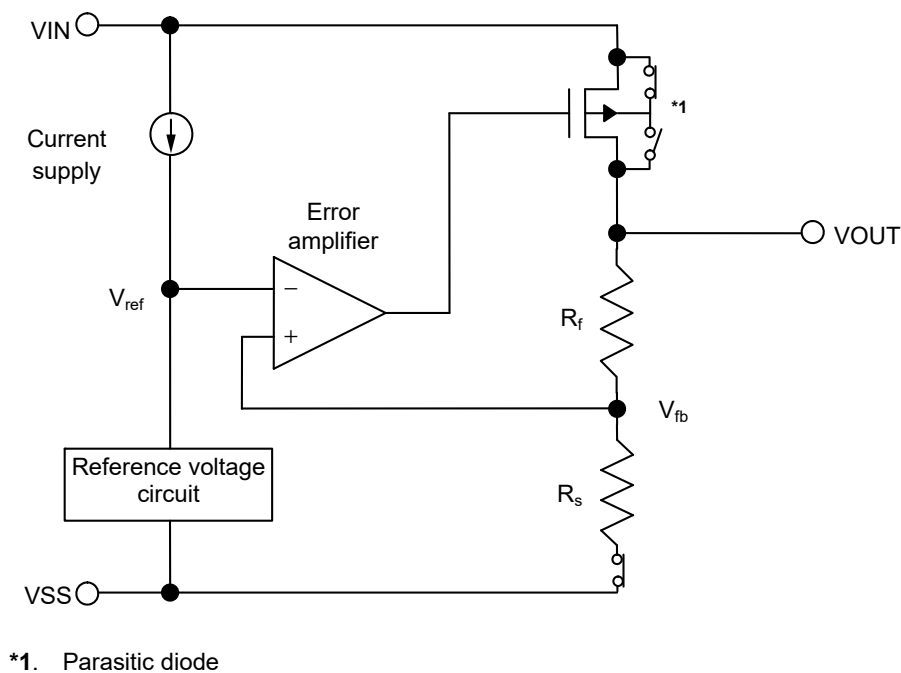 VIN
*1
Current
supply
Error
amplifier
VOUT
Vref
−
+
Rf
Vfb
Reference voltage
circuit
Rs
VSS
*1. Parasitic diode